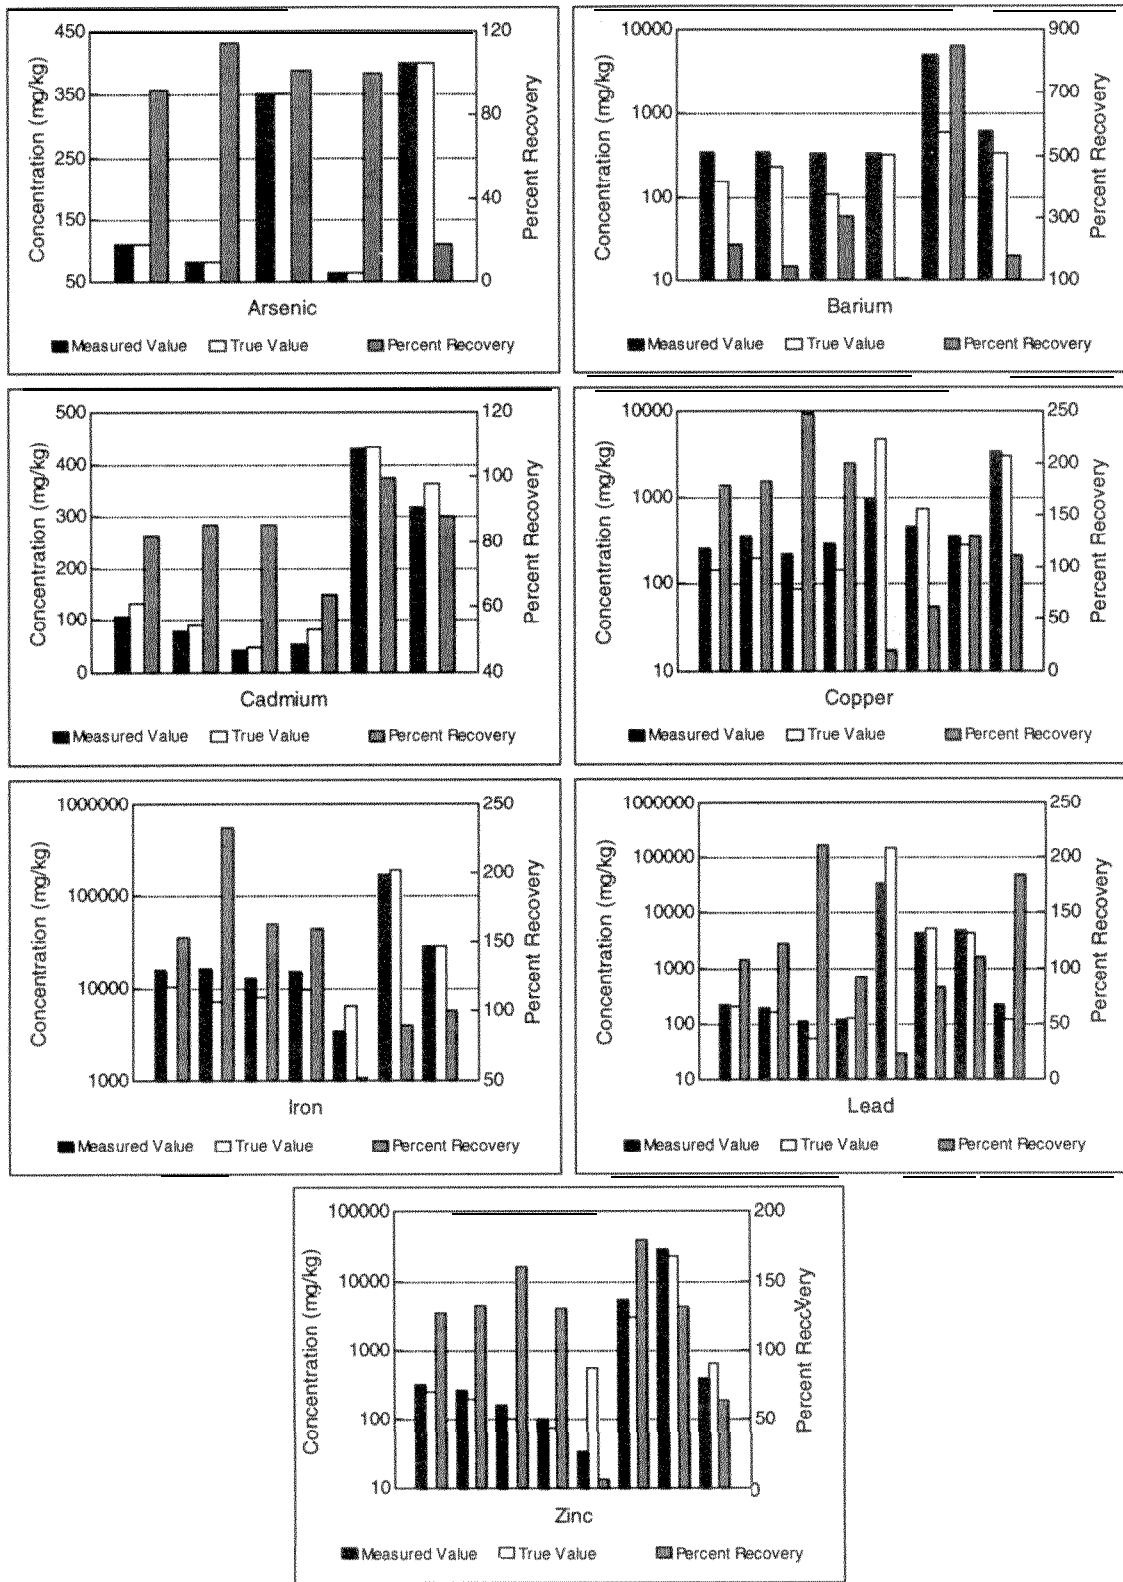 450
350
250
150
50
120
80
40
0
Concentration (mg/kg)
Percent Recovery
Arsenic
Measured Value True Value Percent Recovery
10000
1000
100
10
900
700
500
300
100
Concentration (mg/kg)
Percent Recovery
Barium
Measured Value True Value Percent Recovery
500
400
300
200
100
0
120
100
80
60
40
Concentration (mg/kg)
Percent Recovery
Cadmium
Measured Value True Value Percent Recovery
10000
1000
100
10
250
200
150
100
50
0
Concentration (mg/kg)
Percent Recovery
Copper
Measured Value True Value Percent Recovery
1000000
100000
10000
1000
250
200
150
100
50
Concentration (mg/kg)
Percent Recovery
Iron
Measured Value True Value Percent Recovery
1000000
100000
10000
1000
100
10
250
200
150
100
50
0
Concentration (mg/kg)
Percent Recovery
Lead
Measured Value True Value Percent Recovery
100000
10000
1000
100
10
200
150
100
50
0
Concentration (mg/kg)
Percent Recovery
Zinc
Measured Value True Value Percent Recovery